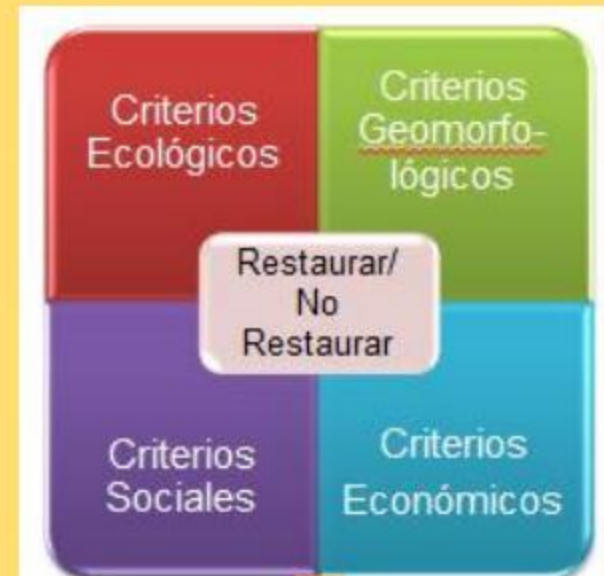 Criterios
Ecológicos
Criterios
Geomorfo-
lógicos
Restaurar/
No
Restaurar
Criterios
Sociales
Criterios
Económicos